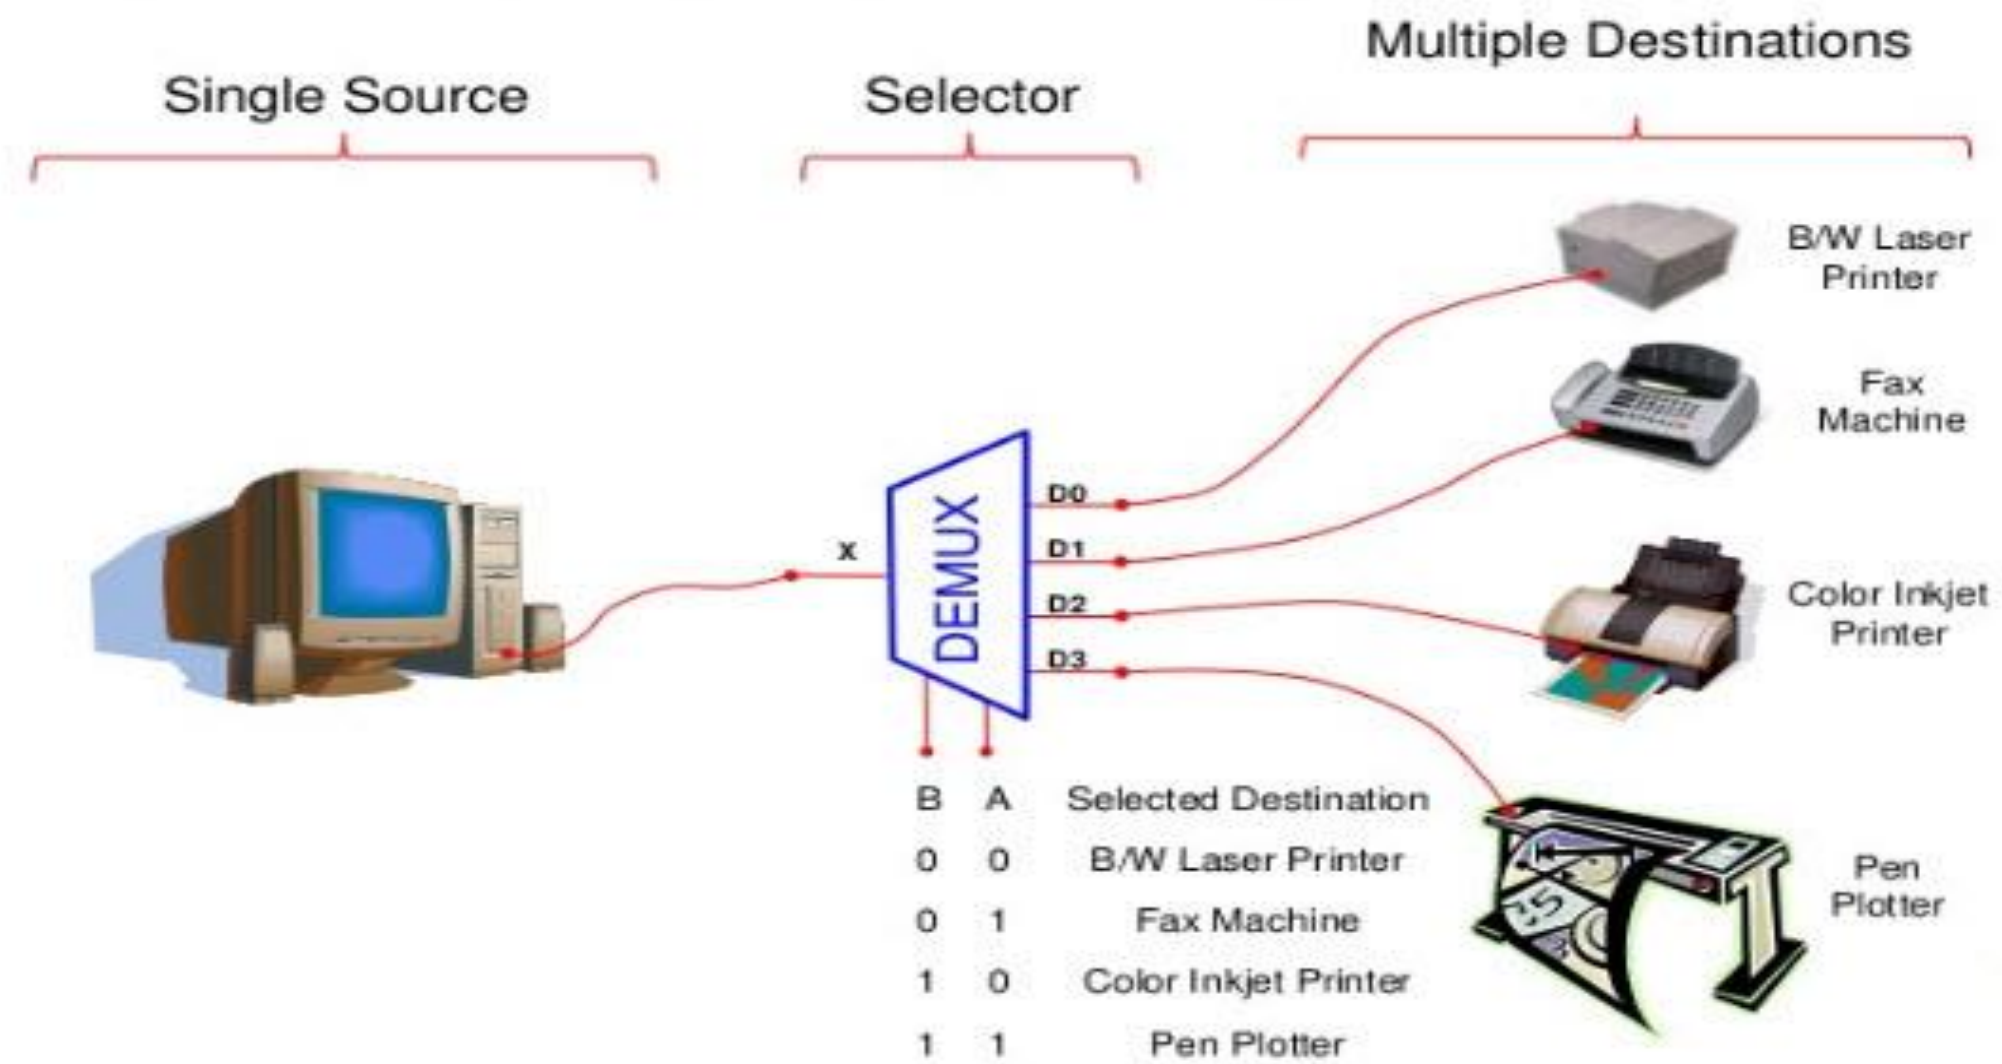 Single Source
Selector
Multiple Destinations
B/W Laser
Printer
Fax
Machine
Color Inkjet
Printer
Pen
Plotter
X
DEMUX
D0
D1
D2
D3
B A Selected Destination
0 0 B/W Laser Printer
0 1 Fax Machine
1 0 Color Inkjet Printer
1 1 Pen Plotter